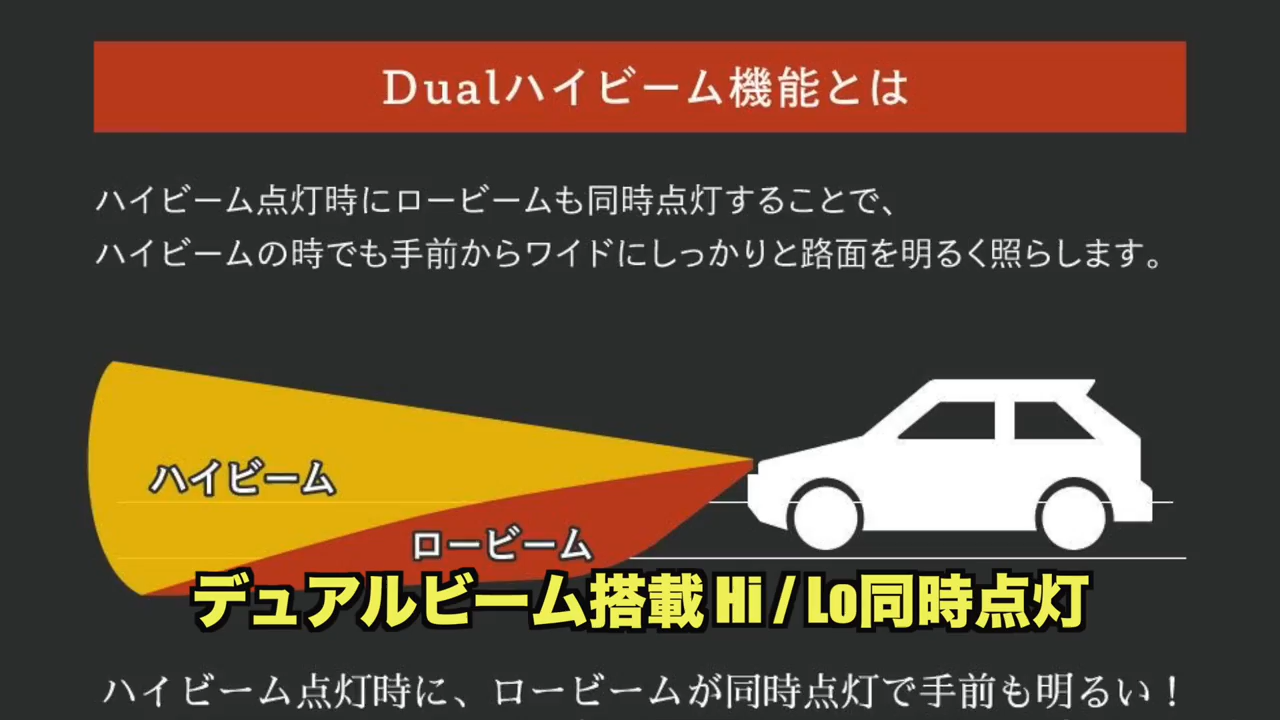 Dualハイビーム機能とは
ハイビーム点灯時にロービームも同時点灯することで、
ハイビームの時でも手前からワイドにしっかりと路面を明るく照らします。
ハイビーム
ロービーム
デュアルビーム搭載 Hi / Lo同時点灯
ハイビーム点灯時に、ロービームが同時点灯で手前も明るい！